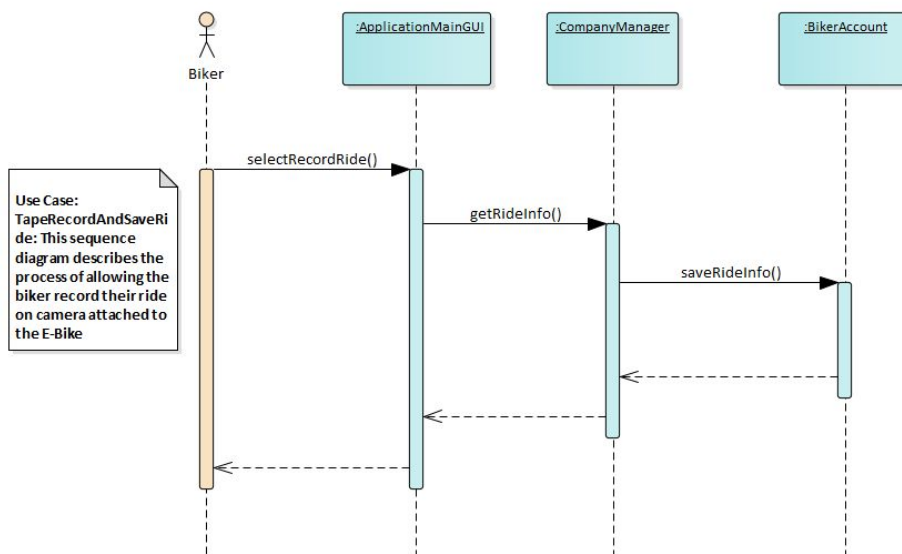 :ApplicationMainGUI
:CompanyManager
:BikerAccount
Biker
selectRecordRide()
getRideInfo()
saveRideInfo()
Use Case:
TapeRecordAndSaveRi
de: This sequence
diagram describes the
process of allowing the
biker record their ride
on camera attached to
the E-Bike